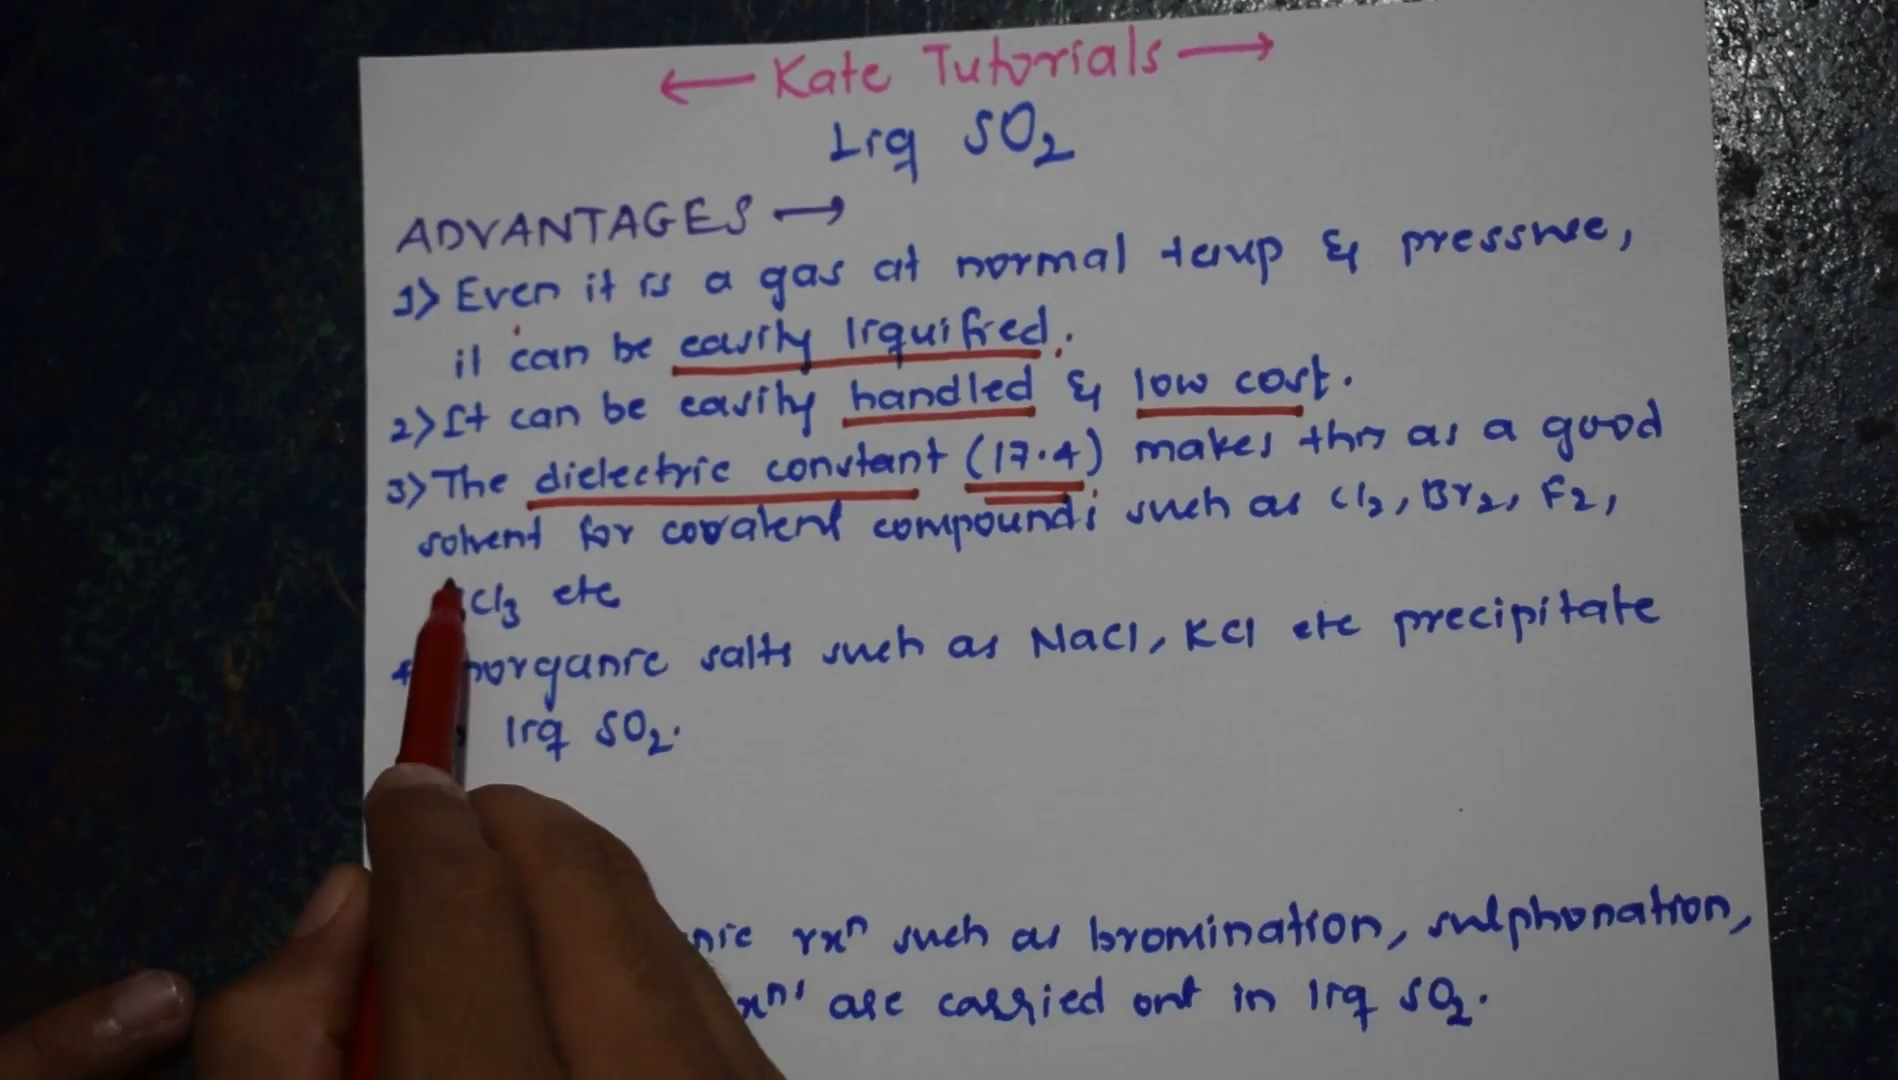 ← Kate Tutorials →
Liq SO2
ADVANTAGES →
1) Even it is a gas at normal temp & pressure,
it can be easily liquified.
2) It can be easily handled & low cost.
3) The dielectric constant (17.4) makes this as a good
solvent for covalent compounds such as Cl2, Br2, F2,
Cl3 etc
salts such as NaCl, KCl etc precipitate
liq SO2.
rxn such as bromination, sulphonation,
are carried out in liq SO2.